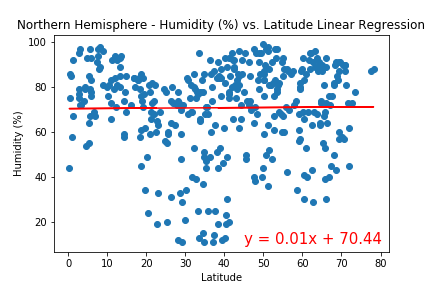 Northern Hemisphere - Humidity (%) vs. Latitude Linear Regression
100
80
60
40
20
Humidity (%)
y = 0.01x + 70.44
0 10 20 30 40 50 60 70 80
Latitude